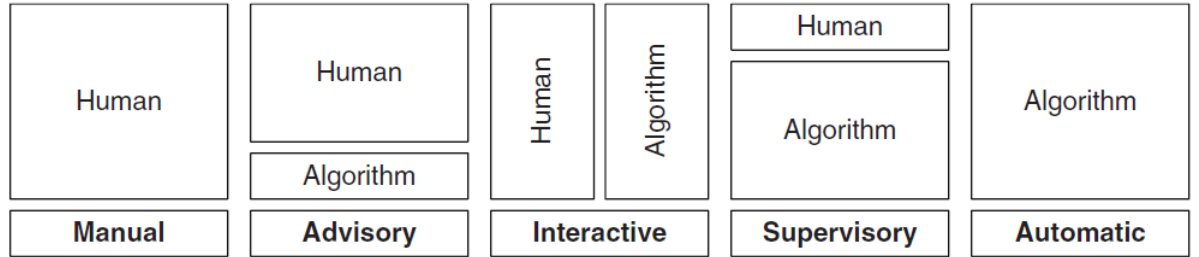 Human
Manual
Human
Algorithm
Advisory
Human
Algorithm
Interactive
Human
Algorithm
Supervisory
Algorithm
Automatic